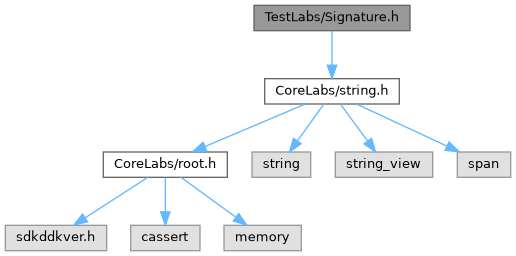 TestLabs/Signature.h
CoreLabs/string.h
CoreLabs/root.h
string
string_view
span
sdkddkver.h
cassert
memory